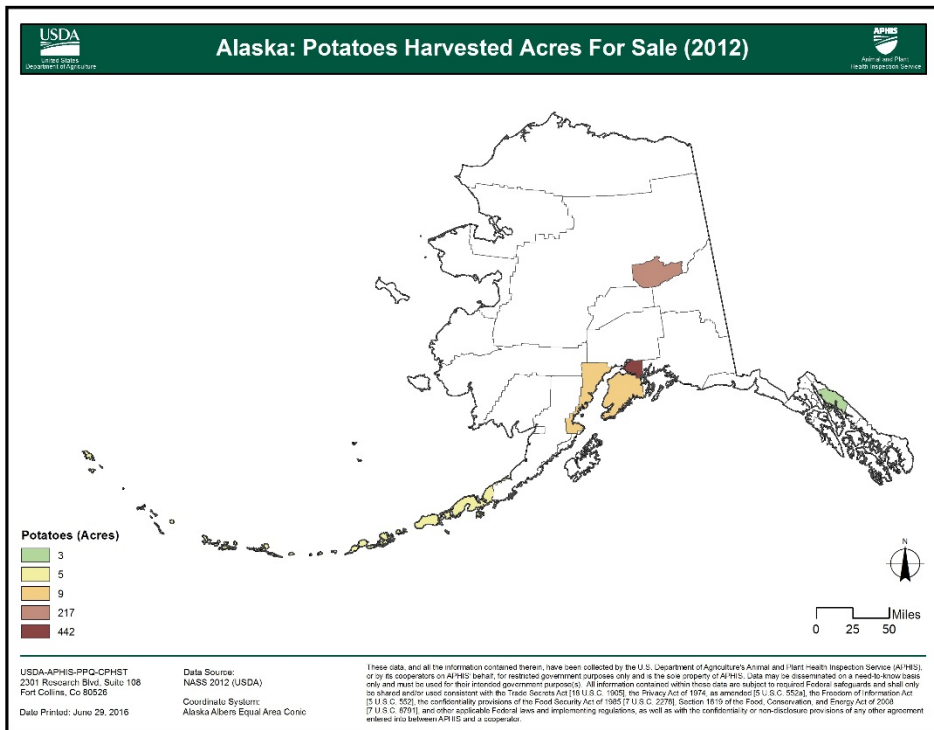 USDA
United States
Department of Agriculture
Alaska: Potatoes Harvested Acres For Sale (2012)
APHIS
Animal and Plant
Health Inspection Service
Potatoes (Acres)
3
5
9
217
442
N
Miles
0 25 50
USDA-APHIS-PPQ-CPHST
2301 Research Blvd, Suite 108
Fort Collins, Co 80526
Date Printed: June 29, 2016
Data Source:
NASS 2012 (USDA)
Coordinate System:
Alaska Albers Equal Area Conic
These data, and all the information contained therein, have been collected by the U.S. Department of Agriculture's Animal and Plant Health Inspection Service (APHIS),
or by its cooperators on APHIS' behalf, for restricted government purposes only and is the sole property of APHIS. Data may be disseminated on a need-to-know basis
only and must be used for their intended government purpose(s). All information contained within these data are subject to required Federal safeguards and shall only
be shared and/or used consistent with the Trade Secrets Act [18 U.S.C. 1905], the Privacy Act of 1974, as amended [5 U.S.C. 552a], the Freedom of Information Act
[5 U.S.C. 552], the confidentiality provisions of the Food Security Act of 1985 [7 U.S.C. 2276], Section 1619 of the Food, Conservation, and Energy Act of 2008
[7 U.S.C. 8791], and other applicable Federal laws and implementing regulations, as well as with the confidentiality or non-disclosure provisions of any other agreement
entered into between APHIS and a cooperator.